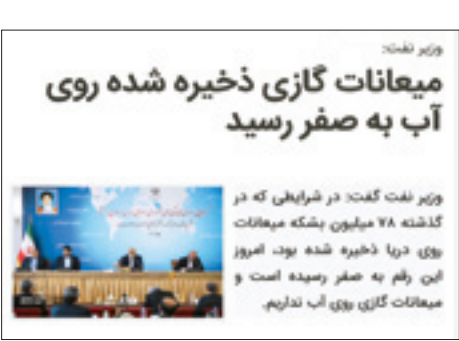 وزیر نفت:
میعانات گازی ذخیره شده روی
آب به صفر رسید
وزیر نفت گفت: در شرایطی که در
گذشته ۷۸ میلیون بشکه میعانات
روی دریا ذخیره شده بود، امروز
این رقم به صفر رسیده است و
میعانات گازی روی آب نداریم.